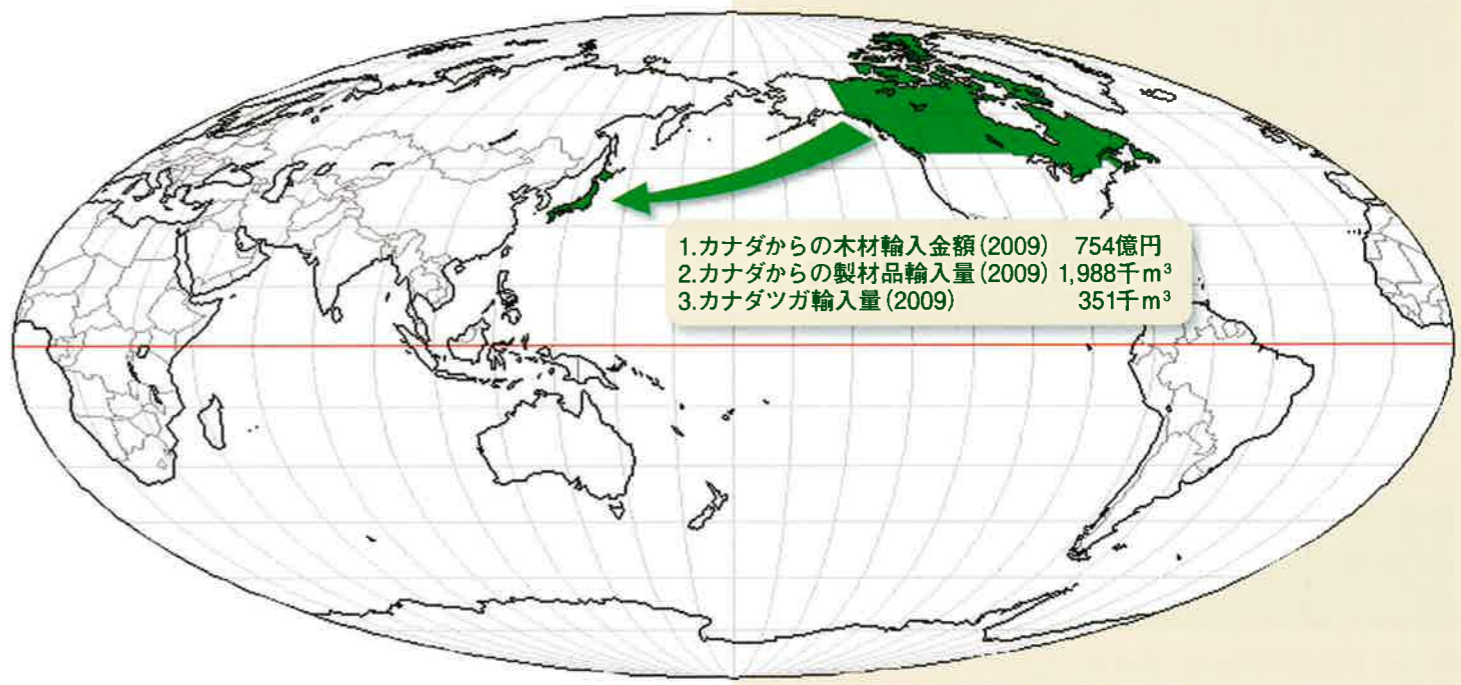 1.カナダからの木材輸入金額(2009) 754億円
2.カナダからの製材品輸入量(2009) 1,988千m³
3.カナダツガ輸入量(2009) 351千m³